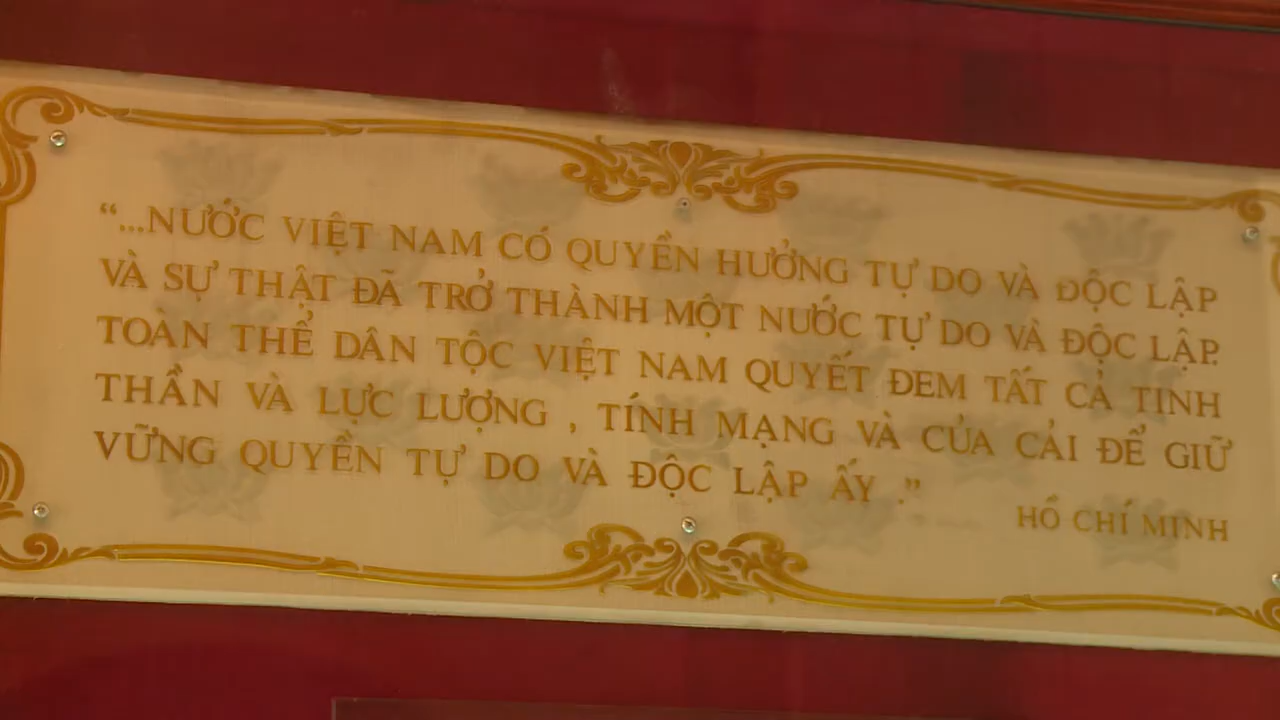 “...NƯỚC VIỆT NAM CÓ QUYỀN HƯỞNG TỰ DO VÀ ĐỘC LẬP
VÀ SỰ THẬT ĐÃ TRỞ THÀNH MỘT NƯỚC TỰ DO VÀ ĐỘC LẬP.
TOÀN THỂ DÂN TỘC VIỆT NAM QUYẾT ĐEM TẤT CẢ TINH
THẦN VÀ LỰC LƯỢNG , TÍNH MẠNG VÀ CỦA CẢI ĐỂ GIỮ
VỮNG QUYỀN TỰ DO VÀ ĐỘC LẬP ẤY .”
HỒ CHÍ MINH